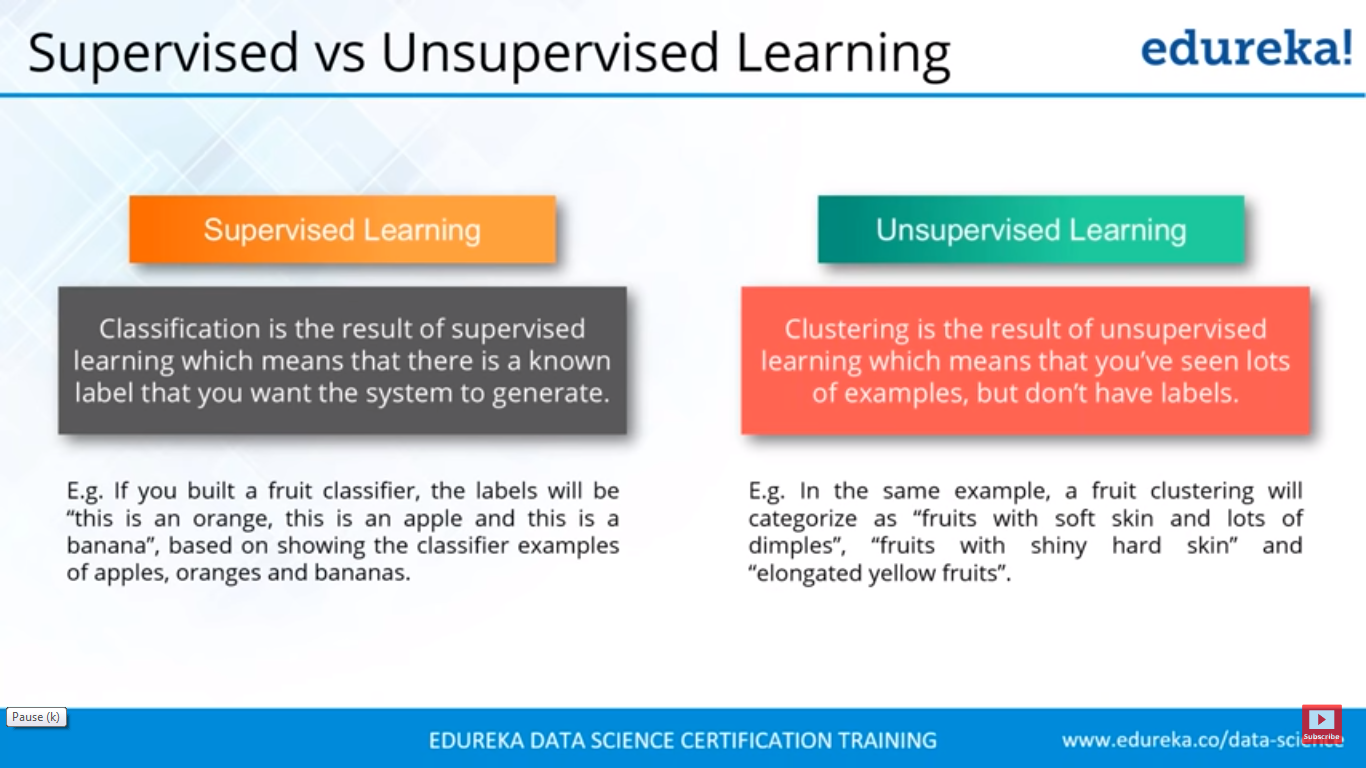 Supervised vs Unsupervised Learning
edureka!
Supervised Learning
Classification is the result of supervised
learning which means that there is a known
label that you want the system to generate.
E.g. If you built a fruit classifier, the labels will be
“this is an orange, this is an apple and this is a
banana”, based on showing the classifier examples
of apples, oranges and bananas.
Unsupervised Learning
Clustering is the result of unsupervised
learning which means that you’ve seen lots
of examples, but don’t have labels.
E.g. In the same example, a fruit clustering will
categorize as “fruits with soft skin and lots of
dimples”, “fruits with shiny hard skin” and
“elongated yellow fruits”.
Pause (k)
EDUREKA DATA SCIENCE CERTIFICATION TRAINING
www.edureka.co/data-science
Subscribe